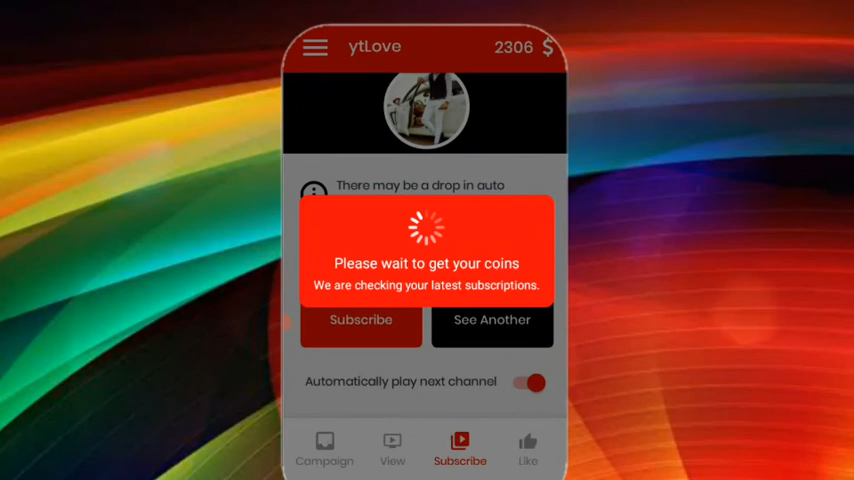 ytLove 2306 $
There may be a drop in auto
Please wait to get your coins
We are checking your latest subscriptions.
Subscribe See Another
Automatically play next channel
Campaign View Subscribe Like